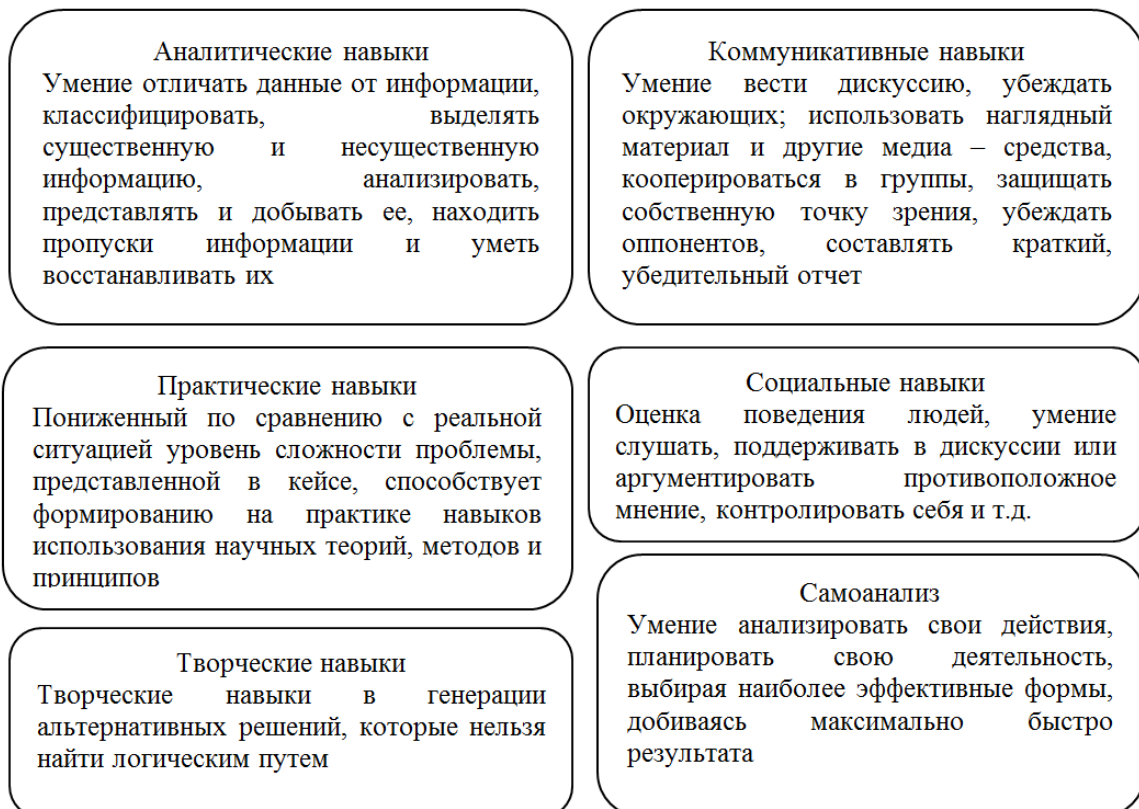 Аналитические навыки
Умение отличать данные от информации,
классифицировать, выделять
существенную и несущественную
информацию, анализировать,
представлять и добывать ее, находить
пропуски информации и уметь
восстанавливать их
Коммуникативные навыки
Умение вести дискуссию, убеждать
окружающих; использовать наглядный
материал и другие медиа – средства,
кооперироваться в группы, защищать
собственную точку зрения, убеждать
оппонентов, составлять краткий,
убедительный отчет
Практические навыки
Пониженный по сравнению с реальной
ситуацией уровень сложности проблемы,
представленной в кейсе, способствует
формированию на практике навыков
использования научных теорий, методов и
принципов
Социальные навыки
Оценка поведения людей, умение
слушать, поддерживать в дискуссии или
аргументировать противоположное
мнение, контролировать себя и т.д.
Творческие навыки
Творческие навыки в генерации
альтернативных решений, которые нельзя
найти логическим путем
Самоанализ
Умение анализировать свои действия,
планировать свою деятельность,
выбирая наиболее эффективные формы,
добиваясь максимально быстро
результата